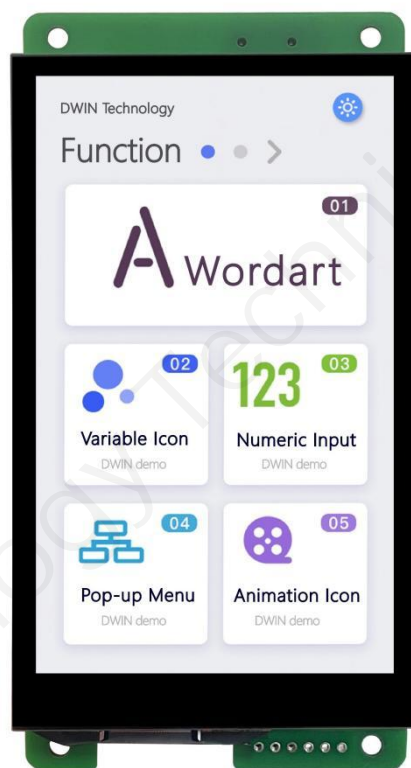 DWIN Technology
Function
01
A Wordart
02
03
123
Variable Icon
Numeric Input
DWIN demo
DWIN demo
04
05
Pop-up Menu
Animation Icon
DWIN demo
DWIN demo